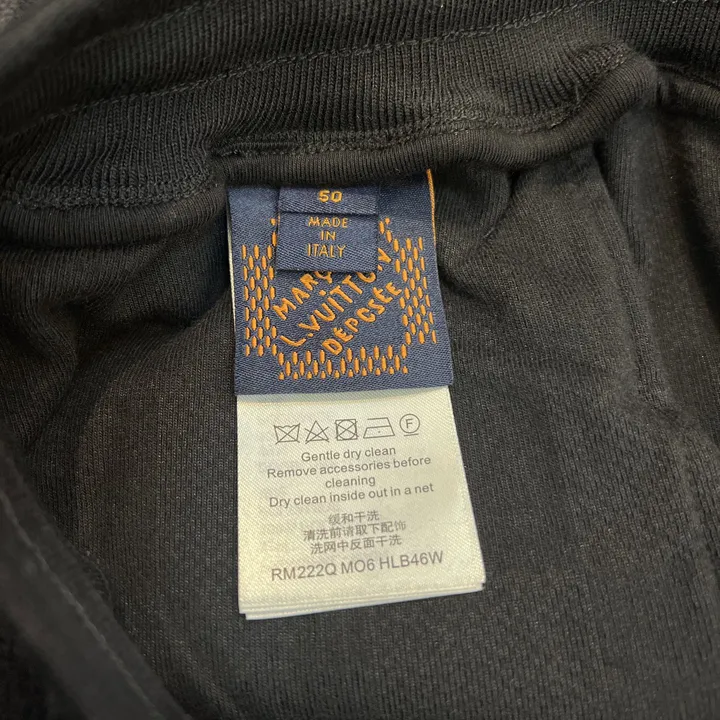 50
MADE
IN
ITALY
L.VUITTON
DÉPOSÉE
Gentle dry clean
Remove accessories before
cleaning
Dry clean inside out in a net
缓和干洗
清洗前请取下配饰
洗网中反面干洗
RM222Q MO6 HLB46W